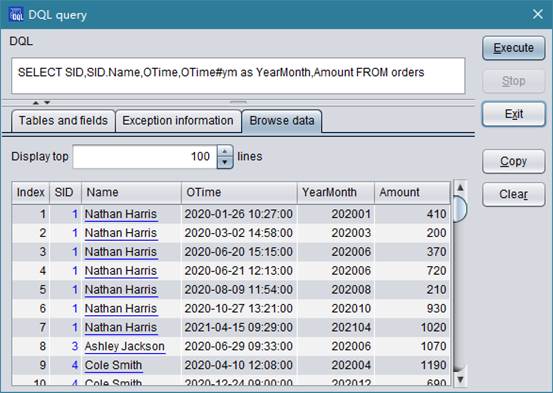 DQL query
DQL
Execute
SELECT SID,SID.Name,OTime,OTime#ym as YearMonth,Amount FROM orders
Stop
Exit
Tables and fields Exception information Browse data
Display top 100 lines
Copy
Clear
Index SID Name OTime YearMonth Amount
1 1 Nathan Harris 2020-01-26 10:27:00 202001 410
2 1 Nathan Harris 2020-03-02 14:58:00 202003 200
3 1 Nathan Harris 2020-06-20 15:15:00 202006 370
4 1 Nathan Harris 2020-06-21 12:13:00 202006 720
5 1 Nathan Harris 2020-08-09 11:54:00 202008 210
6 1 Nathan Harris 2020-10-27 13:21:00 202010 930
7 1 Nathan Harris 2021-04-15 09:29:00 202104 1020
8 3 Ashley Jackson 2020-06-29 09:33:00 202006 1070
9 4 Cole Smith 2020-04-10 12:08:00 202004 1190
10 4 Cole Smith 2020-12-24 09:00:00 202012 690